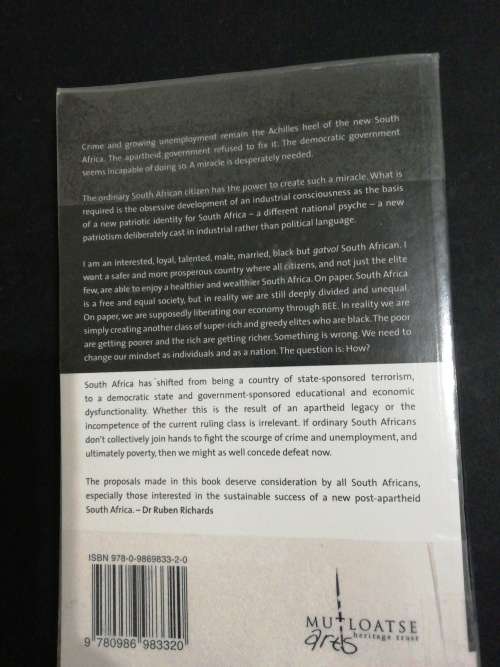 Crime and growing unemployment remain the Achilles heel of the new South
Africa. The apartheid government refused to fix it. The democratic government
seems incapable of doing so. A miracle is desperately needed.
The ordinary South African citizen has the power to create such a miracle. What is
required is the obsessive development of an industrial consciousness as the basis
of a new patriotic identity for South Africa – a different national psyche – a new
patriotism deliberately cast in industrial rather than political language.
I am an interested, loyal, talented, male, married, black but gatvol South African. I
want a safer and more prosperous country where all citizens, and not just the elite
few, are able to enjoy a healthier and wealthier South Africa. On paper, South Africa
is a free and equal society, but in reality we are still deeply divided and unequal.
On paper, we are supposedly liberating our economy through BEE. In reality we are
simply creating another class of super-rich and greedy elites who are black. The poor
are getting poorer and the rich are getting richer. Something is wrong. We need to
change our mindset as individuals and as a nation. The question is: How?
South Africa has shifted from being a country of state-sponsored terrorism,
to a democratic state and government-sponsored educational and economic
dysfunctionality. Whether this is the result of an apartheid legacy or the
incompetence of the current ruling class is irrelevant. If ordinary South Africans
don't collectively join hands to fight the scourge of crime and unemployment, and
ultimately poverty, then we might as well concede defeat now.
The proposals made in this book deserve consideration by all South Africans,
especially those interested in the sustainable success of a new post-apartheid
South Africa. – Dr Ruben Richards
ISBN 978-0-9869833-2-0
9 780986 983320
MUTLOATSE
arts heritage trust